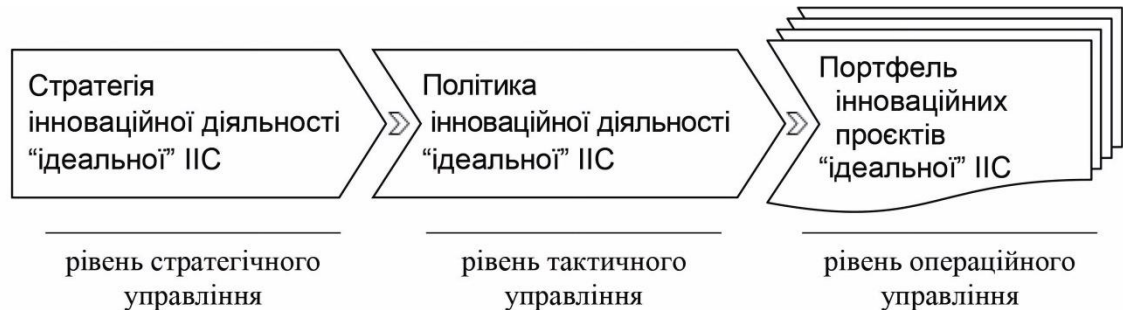 Стратегія
інноваційної діяльності
“ідеальної” ІІС
Політика
інноваційної діяльності
“ідеальної” ІІС
Портфель
інноваційних
проєктів
“ідеальної” ІІС
рівень стратегічного
управління
рівень тактичного
управління
рівень операційного
управління